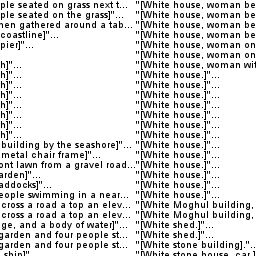 ple seated on grass next t... "[White house, woman be
ple seated on the grass]"... "[White house, woman be
nen gathered around a tab... "[White house, woman be
coastline]"... "[White house, woman be
pier]"... "[White house, woman on
"[White house, woman on
h]"... "[White house, woman wit
h]"... "[White house.]"...
h]"... "[White house.]"...
h]"... "[White house.]"...
h]"... "[White house.]"...
h]"... "[White house.]"...
h]"... "[White house.]"...
h]"... "[White house.]"...
building by the seashore]"... "[White house.]"...
metal chair frame]"... "[White house.]"...
ont lawn from a gravel road... "[White house.]"...
arden]"... "[White house.]"...
addocks]"... "[White house.]"...
eople swimming in a near... "[White house.]"...
cross a road a top an elev... "[White Moghul building,
cross a road a top an elev... "[White Moghul building,
ge, and a body of water]"... "[White shed.]"...
garden and four people st... "[White shed.]"...
garden and four people st... "[White stone building]."...